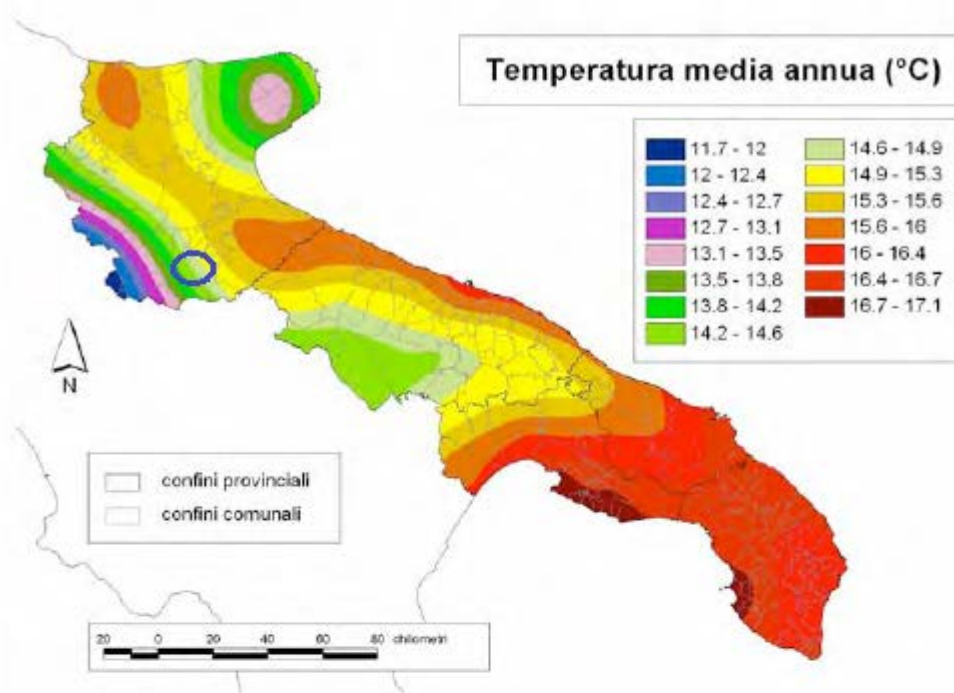 Temperatura media annua (°C)
11.7 - 12
12 - 12.4
12.4 - 12.7
12.7 - 13.1
13.1 - 13.5
13.5 - 13.8
13.8 - 14.2
14.2 - 14.6
14.6 - 14.9
14.9 - 15.3
15.3 - 15.6
15.6 - 16
16 - 16.4
16.4 - 16.7
16.7 - 17.1
N
confini provinciali
confini comunali
20 0 20 40 60 80 chilometri